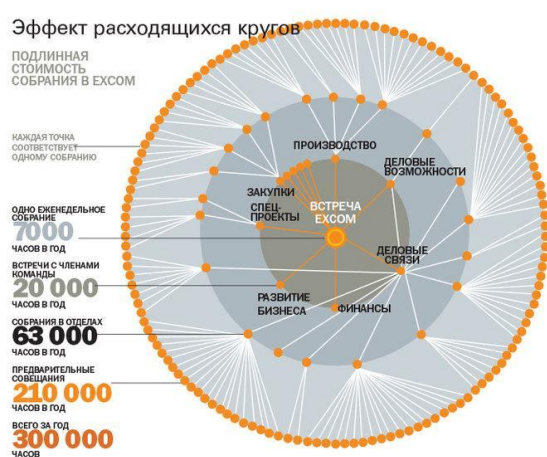 Эффект расходящихся кругов
ПОДЛИННАЯ
СТОИМОСТЬ
СОБРАНИЯ В EXCOM
КАЖДАЯ ТОЧКА
СООТВЕТСТВУЕТ
ОДНОМУ СОБРАНИЮ
ОДНО ЕЖЕНЕДЕЛЬНОЕ
СОБРАНИЕ
7000
ЧАСОВ В ГОД
ВСТРЕЧИ С ЧЛЕНАМИ
КОМАНДЫ
20 000
ЧАСОВ В ГОД
СОБРАНИЯ В ОТДЕЛАХ
63 000
ЧАСОВ В ГОД
ПРЕДВАРИТЕЛЬНЫЕ
СОВЕЩАНИЯ
210 000
ЧАСОВ В ГОД
ВСЕГО ЗА ГОД
300 000
ЧАСОВ
ПРОИЗВОДСТВО
ДЕЛОВЫЕ
ВОЗМОЖНОСТИ
ЗАКУПКИ
СПЕЦ-
ПРОЕКТЫ
ВСТРЕЧА
EXCOM
ДЕЛОВЫЕ
СВЯЗИ
РАЗВИТИЕ
БИЗНЕСА
ФИНАНСЫ